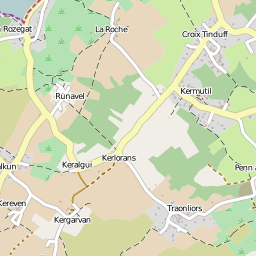 Rozegat
La Roche
Croix Tinduff
Runavel
Kermutil
Keralgui
Kerlorans
Penn
Kereven
Kergarvan
Traonliors